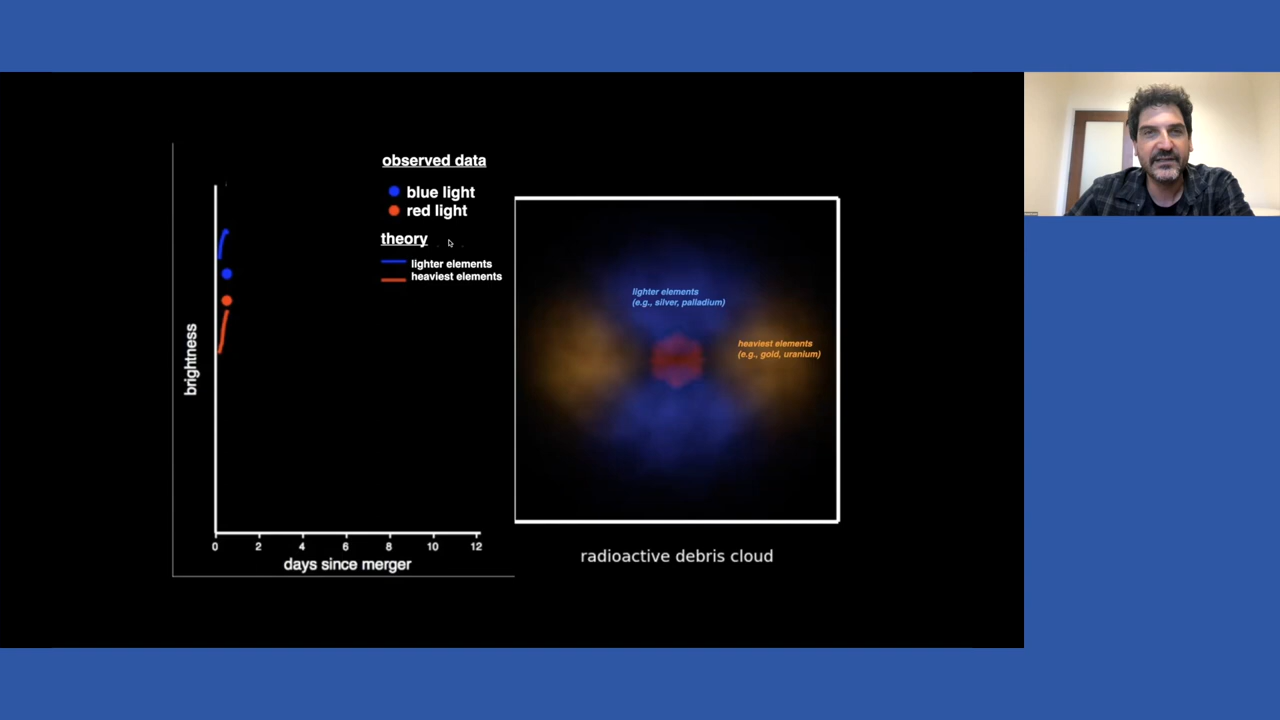 observed data
blue light
red light
theory
lighter elements
heaviest elements
brightness
0 2 4 6 8 10 12
days since merger
lighter elements
(e.g., silver, palladium)
heaviest elements
(e.g., gold, uranium)
radioactive debris cloud